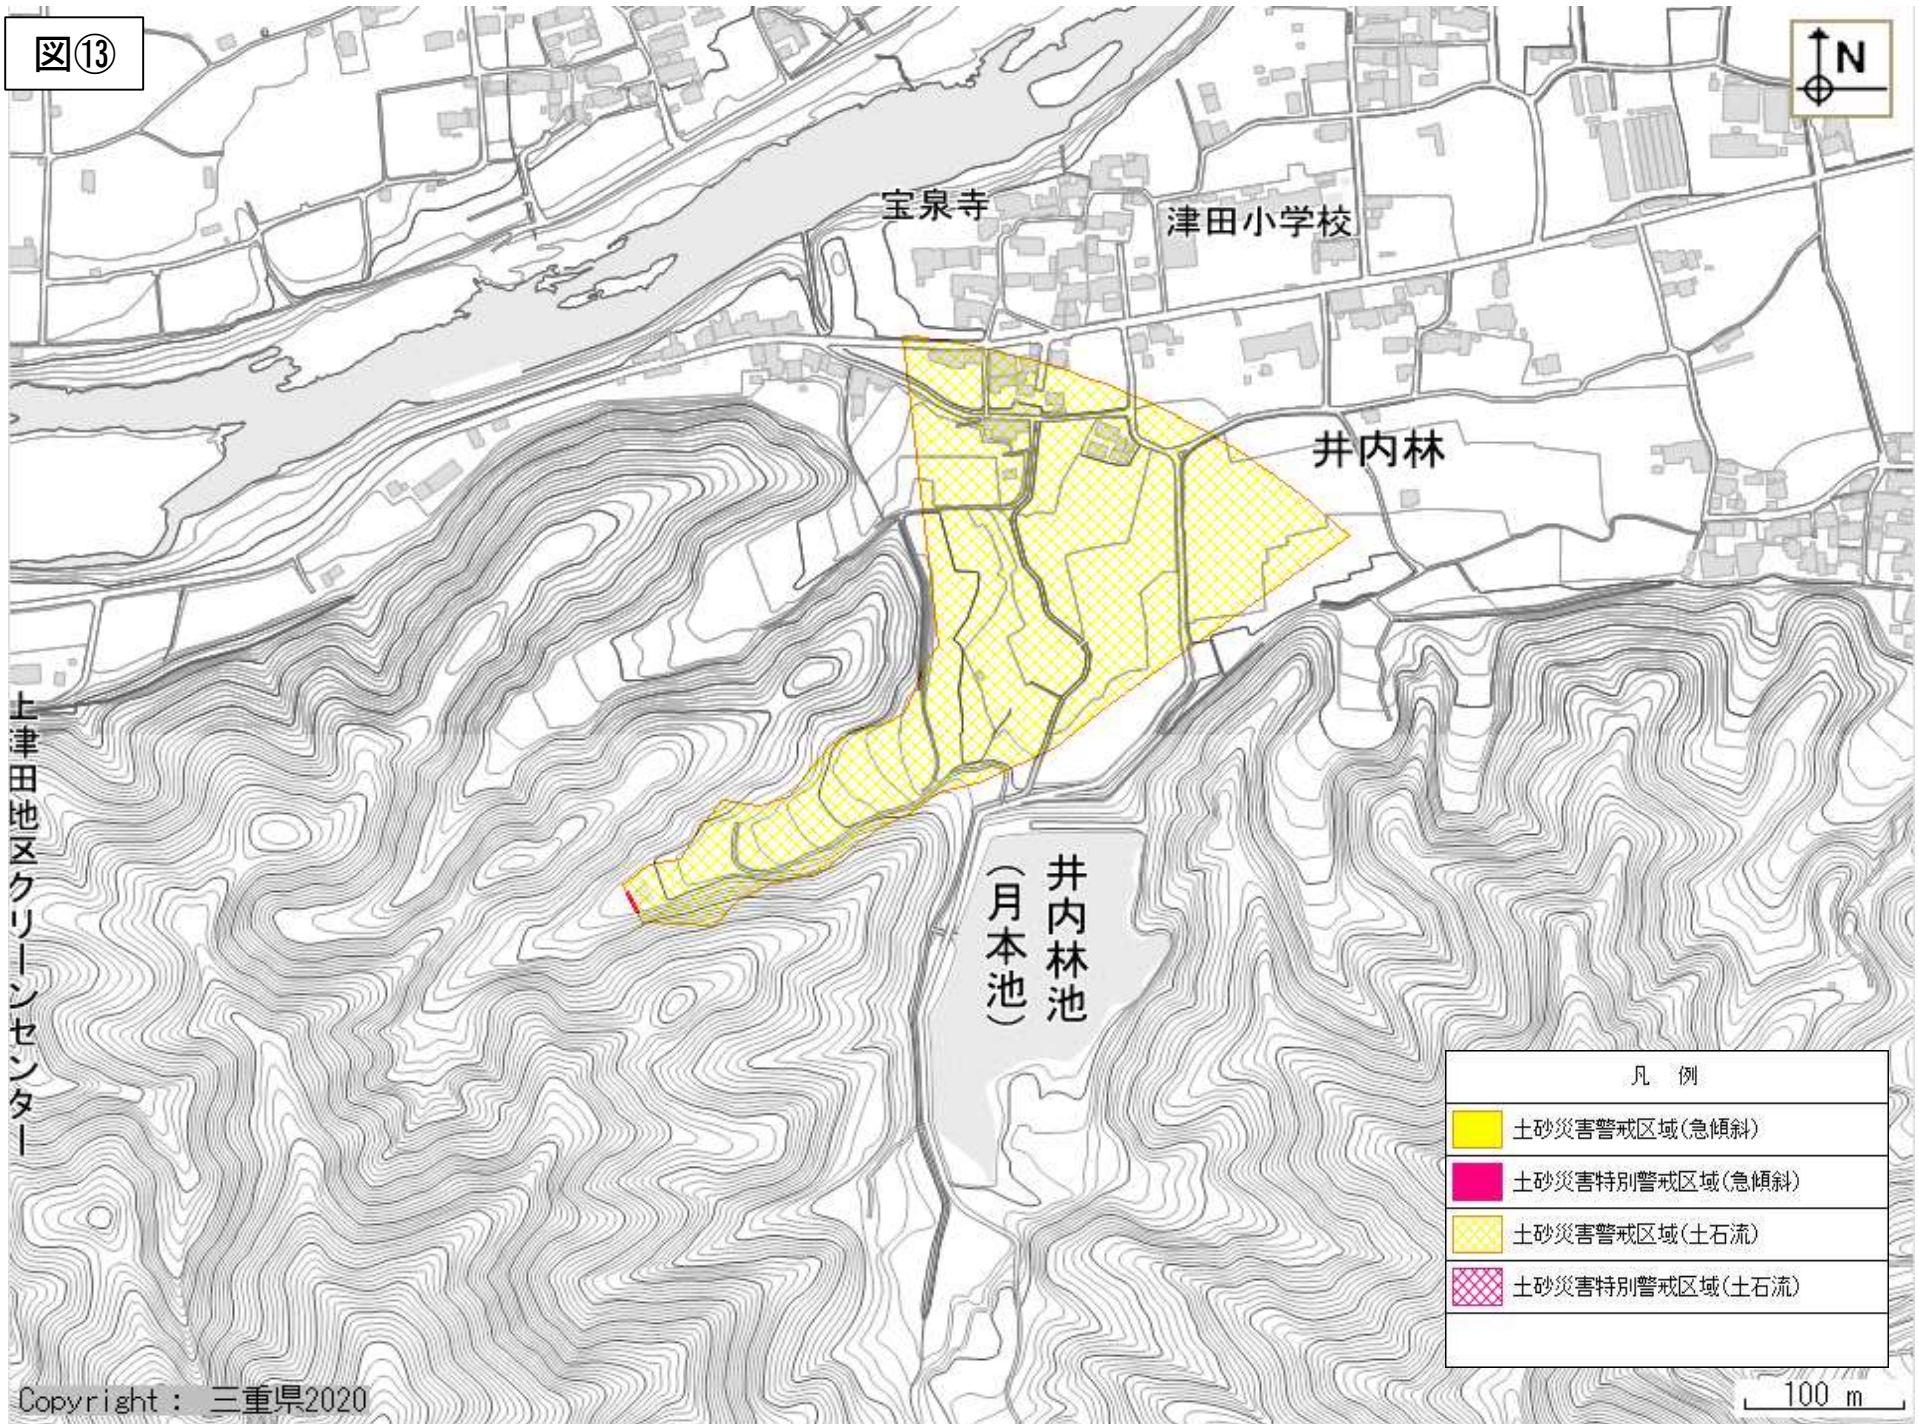 図⑬
N
宝泉寺
津田小学校
井内林
上津田地区クリーンセンター
井内林池
(月本池)
凡 例
土砂災害警戒区域(急傾斜)
土砂災害特別警戒区域(急傾斜)
土砂災害警戒区域(土石流)
土砂災害特別警戒区域(土石流)
Copyright : 三重県2020
100 m